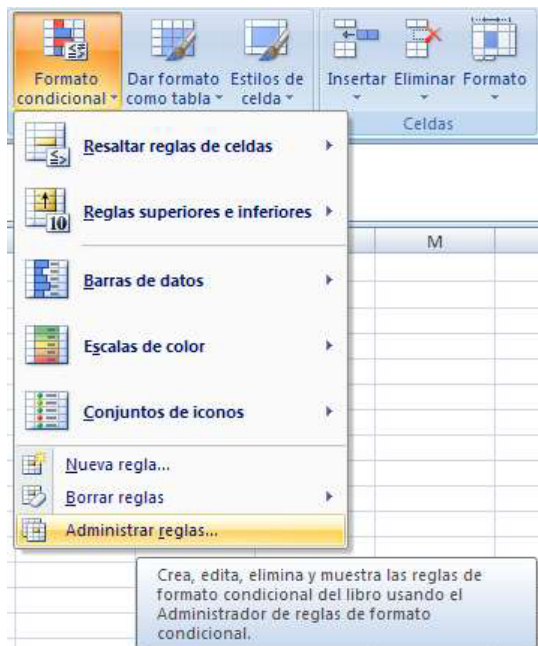 Formato condicional
Dar formato como tabla
Estilos de celda
Insertar Eliminar Formato
Celdas
Resaltar reglas de celdas
10
Reglas superiores e inferiores
M
Barras de datos
Escalas de color
Conjuntos de iconos
Nueva regla...
Borrar reglas
Administrar reglas...
Crea, edita, elimina y muestra las reglas de
formato condicional del libro usando el
Administrador de reglas de formato
condicional.